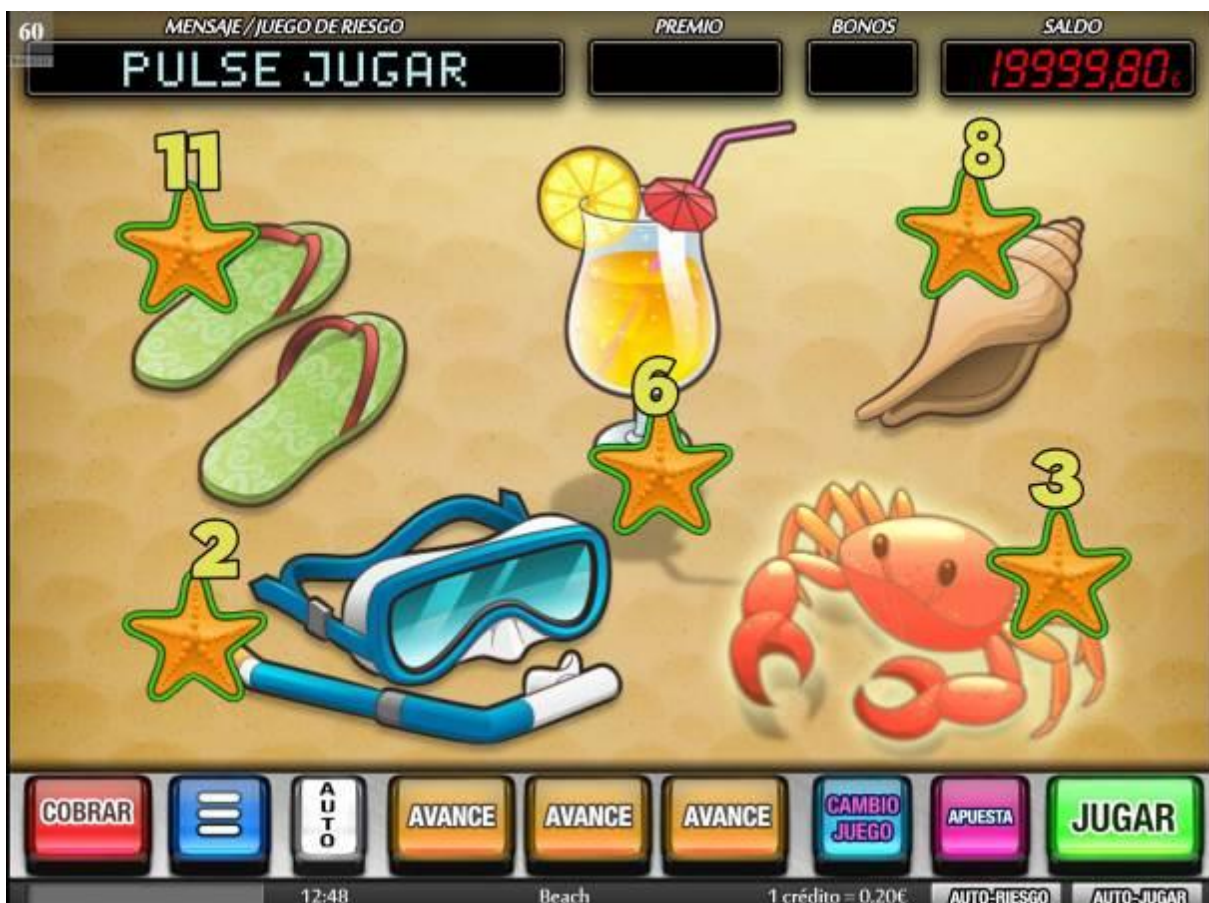 60
MENSAJE / JUEGO DE RIESGO
PREMIO
BONOS
SALDO
PULSE JUGAR
19999,80€
11
8
6
3
2
COBRAR
AUTO
AVANCE
AVANCE
AVANCE
CAMBIO
JUEGO
APUESTA
JUGAR
12:48
Beach
1 crédito = 0.20€
AUTO-RIESGO
AUTO-JUGAR